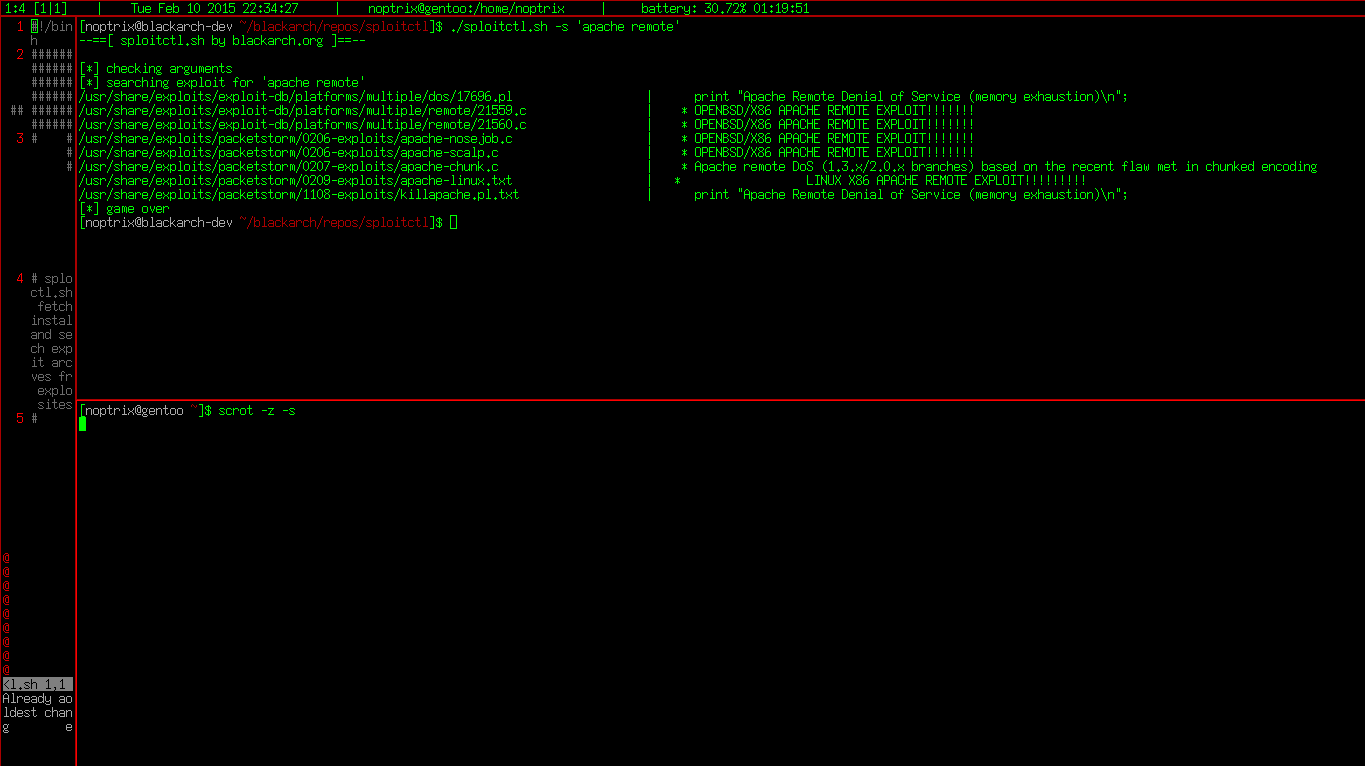 1:4 [1|1] | Tue Feb 10 2015 22:34:27 | noptrix@gentoo:/home/noptrix | battery: 30.72% 01:19:51
1 #!/bin
h
2 ######
######
######
######
## ######
######
3 # #
#
#
4 # splo
ctl.sh
fetch
instal
and se
ch exp
it arc
ves fr
explo
sites
5 #
@
@
@
@
@
@
@
@
@
<l.sh 1,1
Already ao
ldest chan
g e
[noptrix@blackarch-dev ~/blackarch/repos/sploitctl]$ ./sploitctl.sh -s 'apache remote'
--==[ sploitctl.sh by blackarch.org ]==--
[*] checking arguments
[*] searching exploit for 'apache remote'
/usr/share/exploits/exploit-db/platforms/multiple/dos/17696.pl | print "Apache Remote Denial of Service (memory exhaustion)\n";
/usr/share/exploits/exploit-db/platforms/multiple/remote/21559.c | * OPENBSD/X86 APACHE REMOTE EXPLOIT!!!!!!!
/usr/share/exploits/exploit-db/platforms/multiple/remote/21560.c | * OPENBSD/X86 APACHE REMOTE EXPLOIT!!!!!!!
/usr/share/exploits/packetstorm/0206-exploits/apache-nosejob.c | * OPENBSD/X86 APACHE REMOTE EXPLOIT!!!!!!!
/usr/share/exploits/packetstorm/0206-exploits/apache-scalp.c | * OPENBSD/X86 APACHE REMOTE EXPLOIT!!!!!!!
/usr/share/exploits/packetstorm/0207-exploits/apache-chunk.c | * Apache remote DoS (1.3.x/2.0.x branches) based on the recent flaw met in chunked encoding
/usr/share/exploits/packetstorm/0209-exploits/apache-linux.txt | * LINUX X86 APACHE REMOTE EXPLOIT!!!!!!!!!
/usr/share/exploits/packetstorm/1108-exploits/killapache.pl.txt | print "Apache Remote Denial of Service (memory exhaustion)\n";
[*] game over
[noptrix@blackarch-dev ~/blackarch/repos/sploitctl]$
[noptrix@gentoo ~]$ scrot -z -s